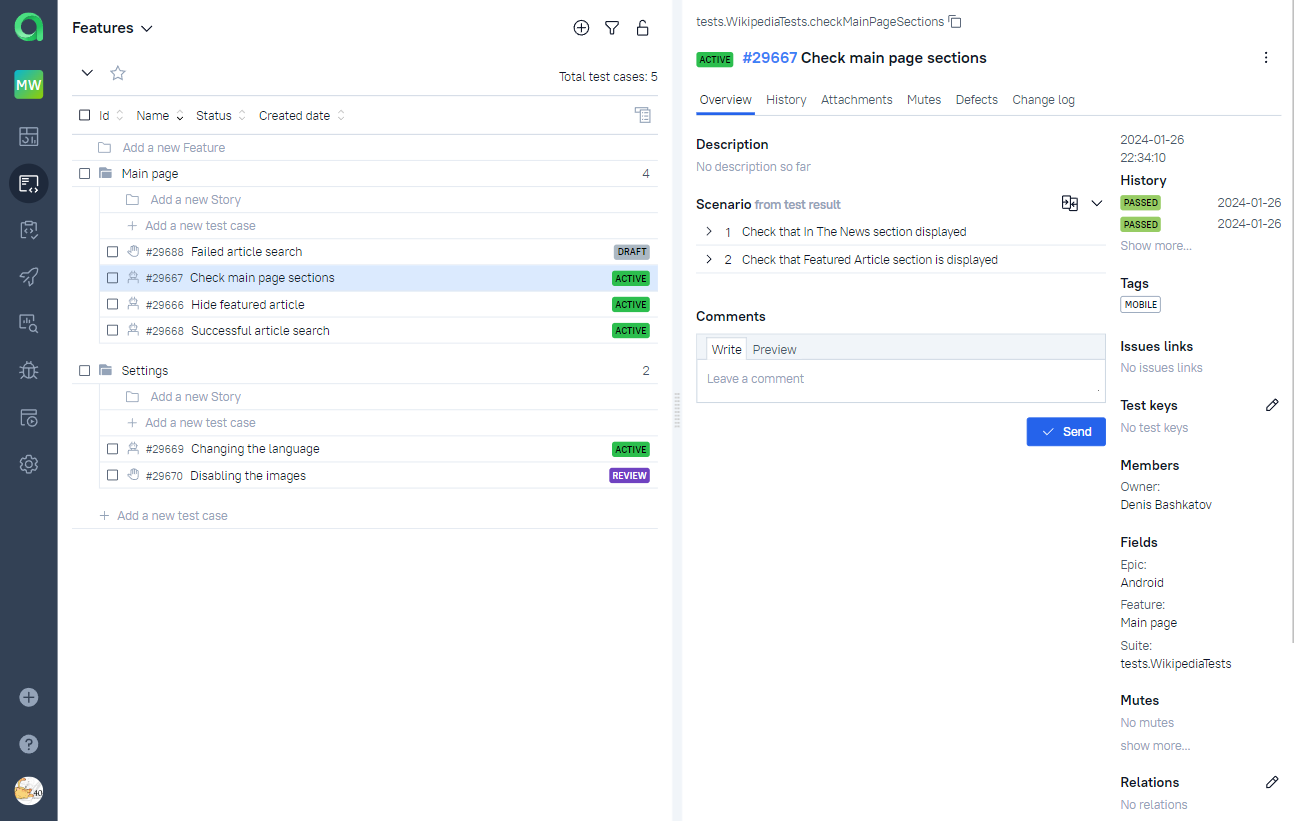 MW
40
Features
Total test cases: 5
Id Name Status Created date
Add a new Feature
Main page 4
Add a new Story
Add a new test case
#29688 Failed article search DRAFT
#29667 Check main page sections ACTIVE
#29666 Hide featured article ACTIVE
#29668 Successful article search ACTIVE
Settings 2
Add a new Story
Add a new test case
#29669 Changing the language ACTIVE
#29670 Disabling the images REVIEW
Add a new test case
tests.WikipediaTests.checkMainPageSections
ACTIVE #29667 Check main page sections
Overview History Attachments Mutes Defects Change log
Description
No description so far
Scenario from test result
1 Check that In The News section displayed
2 Check that Featured Article section is displayed
Comments
Write Preview
Leave a comment
Send
2024-01-26
22:34:10
History
PASSED 2024-01-26
PASSED 2024-01-26
Show more...
Tags
MOBILE
Issues links
No issues links
Test keys
No test keys
Members
Owner:
Denis Bashkatov
Fields
Epic:
Android
Feature:
Main page
Suite:
tests.WikipediaTests
Mutes
No mutes
show more...
Relations
No relations